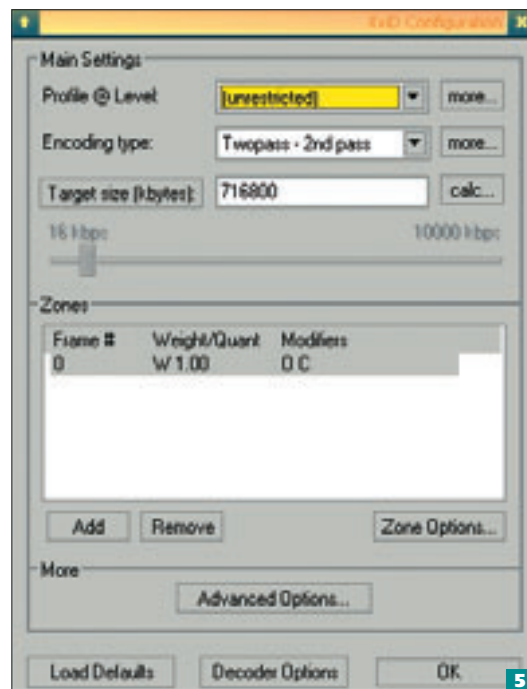 XviD Configuration
Main Settings
Profile @ Level: (unrestricted) more...
Encoding type: Twopass - 2nd pass more...
Target size (kbytes): 716800 calc...
16 kbps 10000 kbps
Zones
Frame # Weight/Quant Modifiers
0 W 1.00 O C
Add Remove Zone Options...
More
Advanced Options...
Load Defaults Decoder Options OK
5